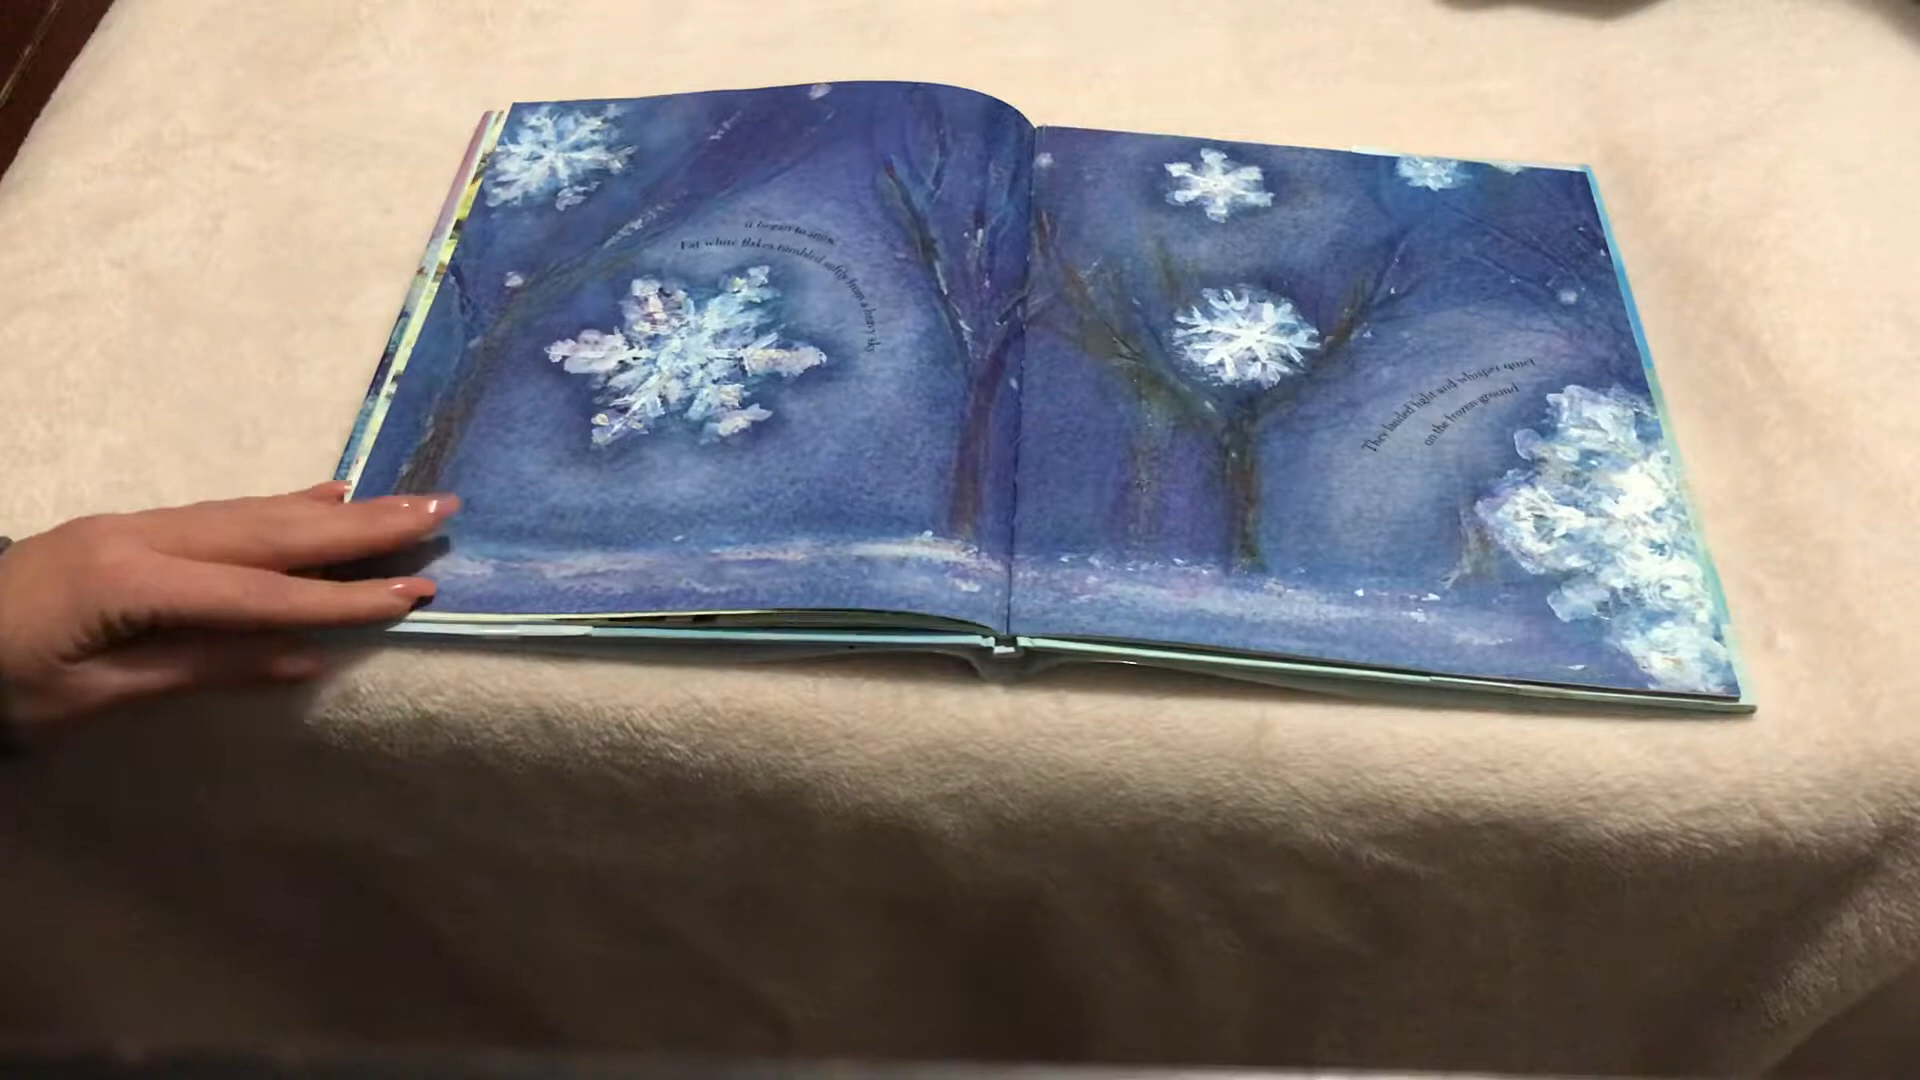 it began to snow.
Fat white flakes tumbled softly from a heavy sky
They landed light and whisper-quiet
on the frozen ground